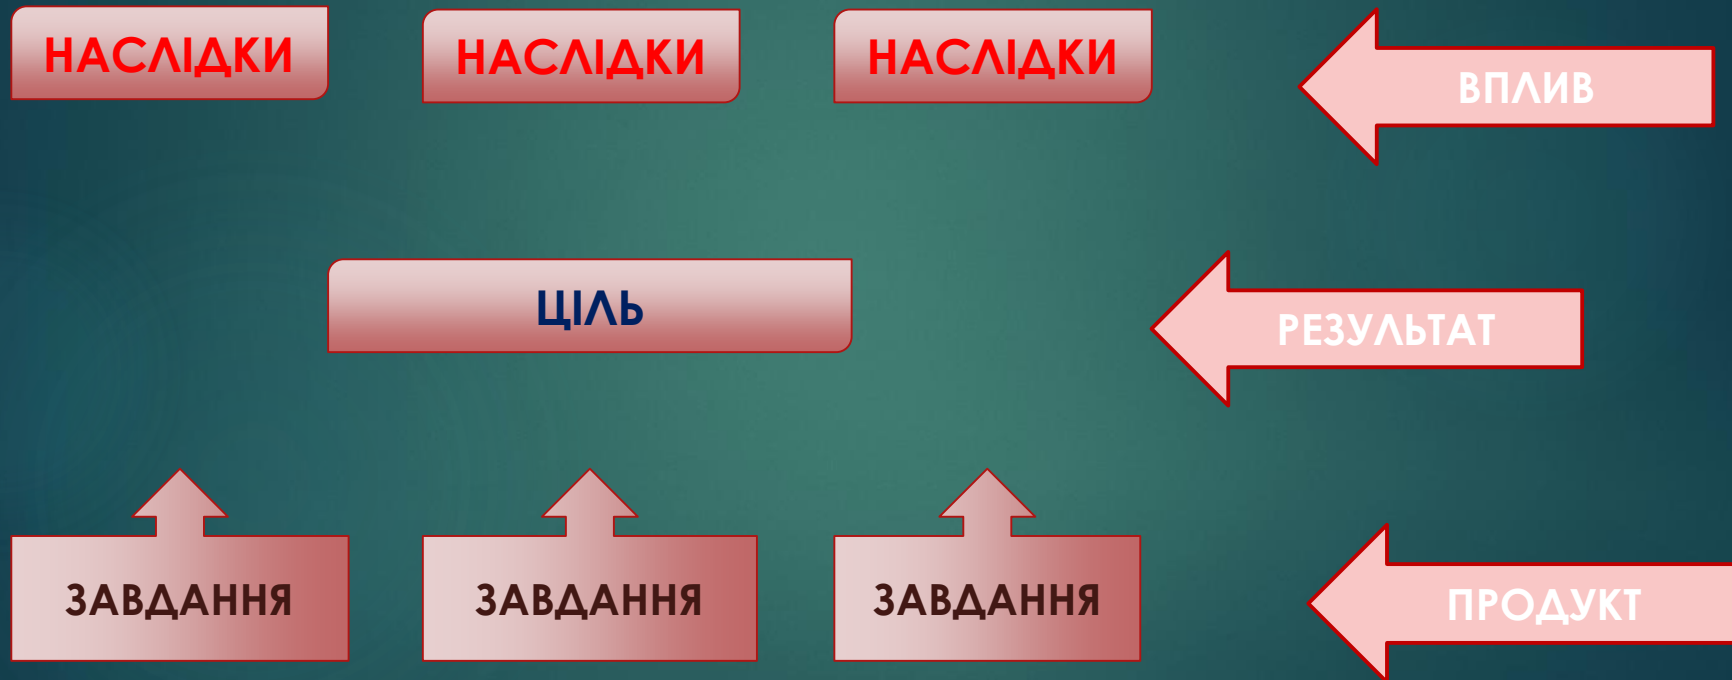 НАСЛІДКИ
НАСЛІДКИ
НАСЛІДКИ
ВПЛИВ
ЦІЛЬ
РЕЗУЛЬТАТ
ЗАВДАННЯ
ЗАВДАННЯ
ЗАВДАННЯ
ПРОДУКТ